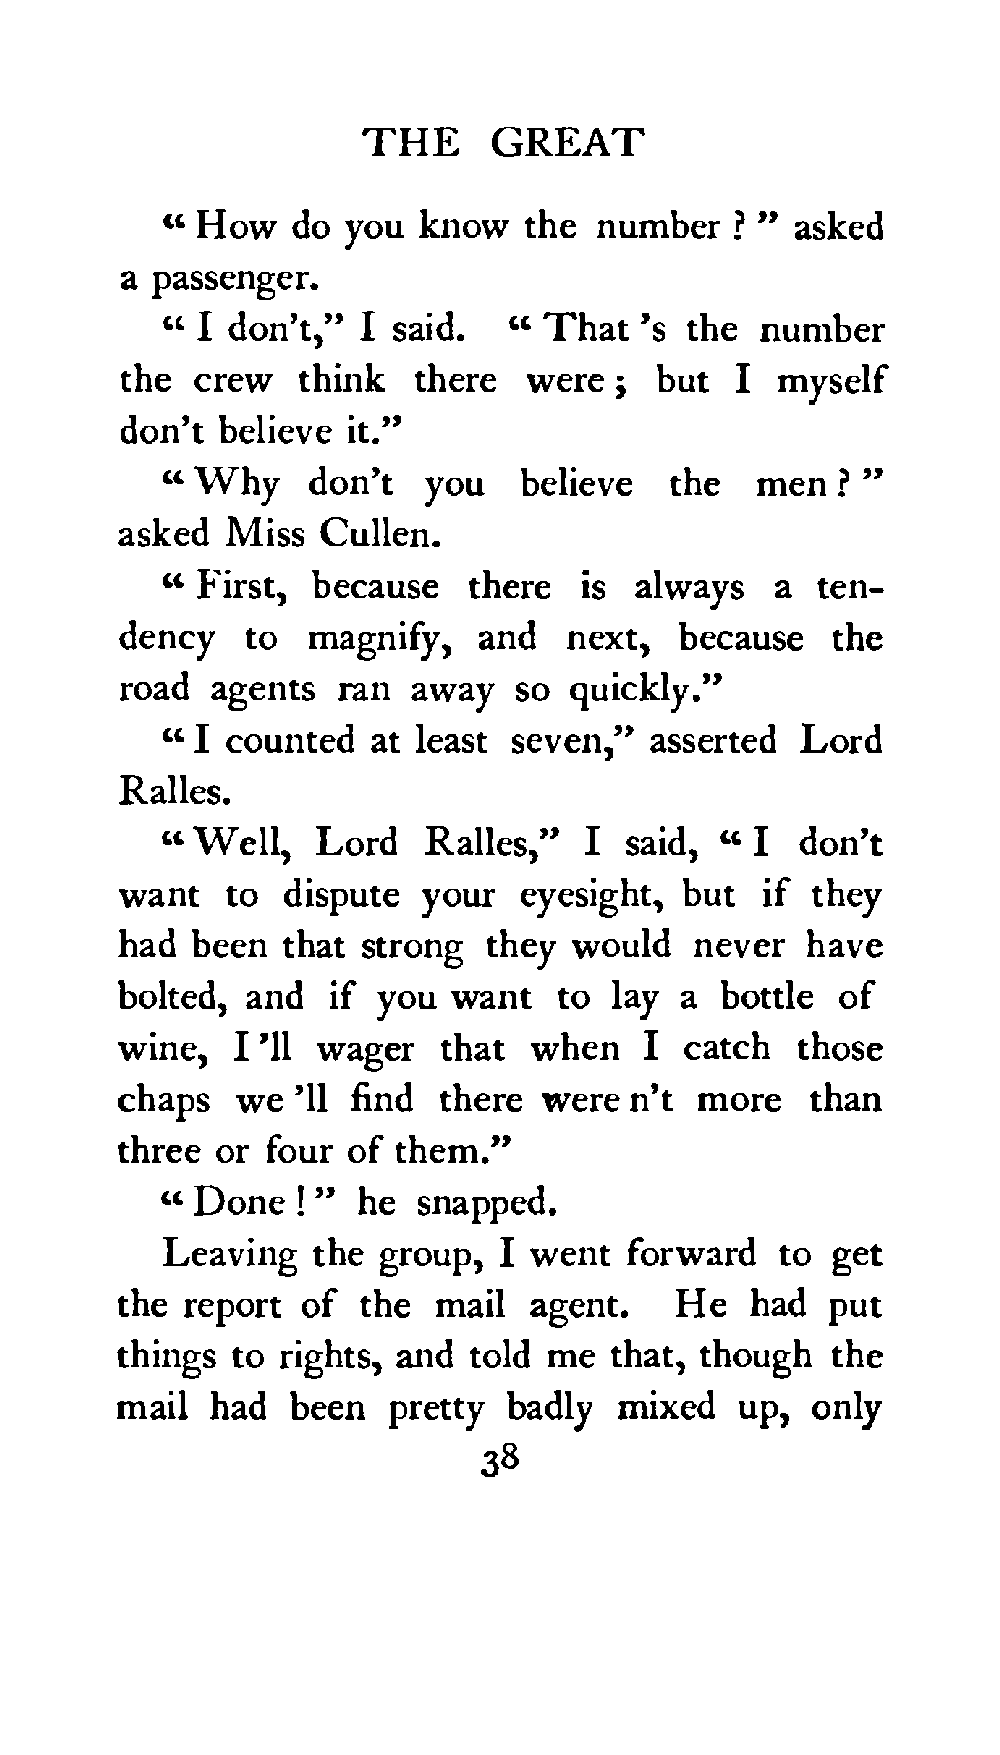 THE GREAT
“ How do you know the number ? ” asked
a passenger.
“ I don’t,” I said. “ That ’s the number
the crew think there were ; but I myself
don’t believe it.”
“ Why don’t you believe the men ? ”
asked Miss Cullen.
“ First, because there is always a ten-
dency to magnify, and next, because the
road agents ran away so quickly.”
“ I counted at least seven,” asserted Lord
Ralles.
“ Well, Lord Ralles,” I said, “ I don’t
want to dispute your eyesight, but if they
had been that strong they would never have
bolted, and if you want to lay a bottle of
wine, I ’ll wager that when I catch those
chaps we ’ll find there were n’t more than
three or four of them.”
“ Done ! ” he snapped.
Leaving the group, I went forward to get
the report of the mail agent. He had put
things to rights, and told me that, though the
mail had been pretty badly mixed up, only
38